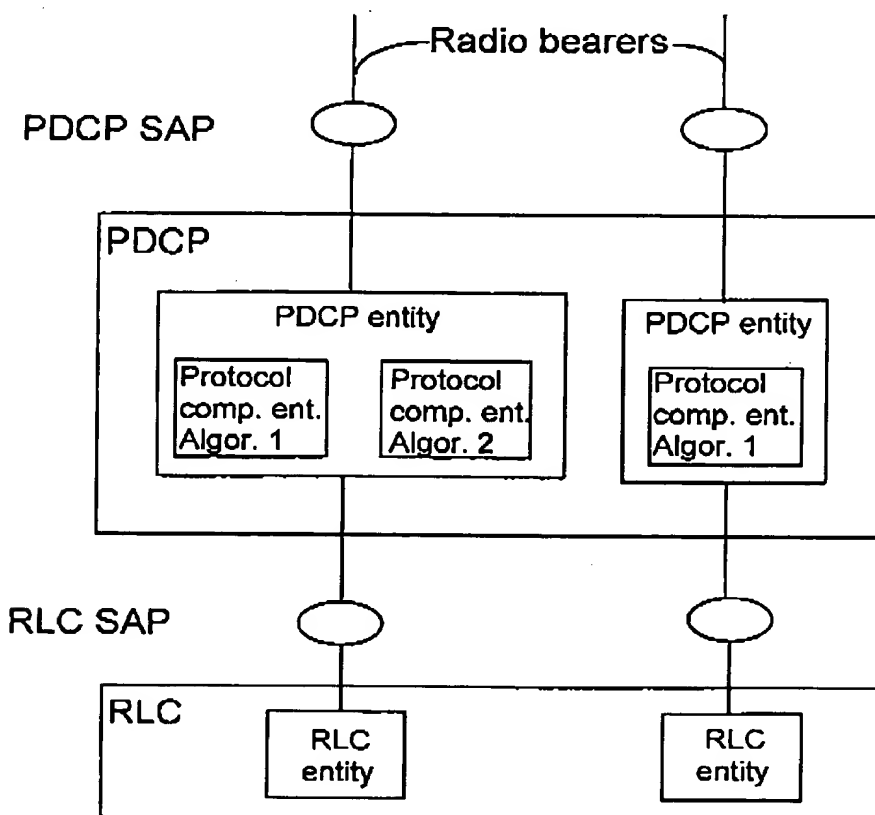 Radio bearers
PDCP SAP
PDCP
PDCP entity
Protocol
comp. ent.
Algor. 1
Protocol
comp. ent.
Algor. 2
PDCP entity
Protocol
comp. ent.
Algor. 1
RLC SAP
RLC
RLC
entity
RLC
entity